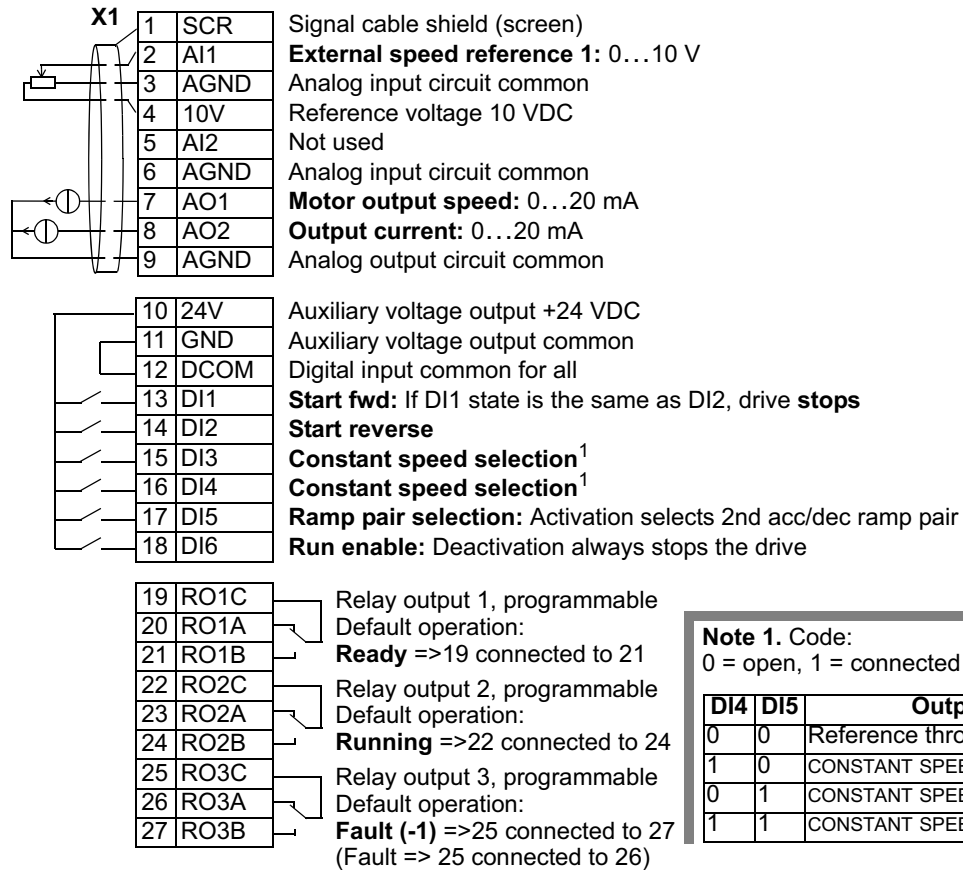 X1
1 SCR Signal cable shield (screen)
2 AI1 External speed reference 1: 0…10 V
3 AGND Analog input circuit common
4 10V Reference voltage 10 VDC
5 AI2 Not used
6 AGND Analog input circuit common
7 AO1 Motor output speed: 0…20 mA
8 AO2 Output current: 0…20 mA
9 AGND Analog output circuit common
10 24V Auxiliary voltage output +24 VDC
11 GND Auxiliary voltage output common
12 DCOM Digital input common for all
13 DI1 Start fwd: If DI1 state is the same as DI2, drive stops
14 DI2 Start reverse
15 DI3 Constant speed selection1
16 DI4 Constant speed selection1
17 DI5 Ramp pair selection: Activation selects 2nd acc/dec ramp pair
18 DI6 Run enable: Deactivation always stops the drive
19 RO1C Relay output 1, programmable
20 RO1A Default operation:
21 RO1B Ready =>19 connected to 21
22 RO2C Relay output 2, programmable
23 RO2A Default operation:
24 RO2B Running =>22 connected to 24
25 RO3C Relay output 3, programmable
26 RO3A Default operation:
27 RO3B Fault (-1) =>25 connected to 27
(Fault => 25 connected to 26)
Note 1. Code:
0 = open, 1 = connected
DI4 DI5
0 0 Reference
1 0 CONSTANT
0 1 CONSTANT
1 1 CONSTANT